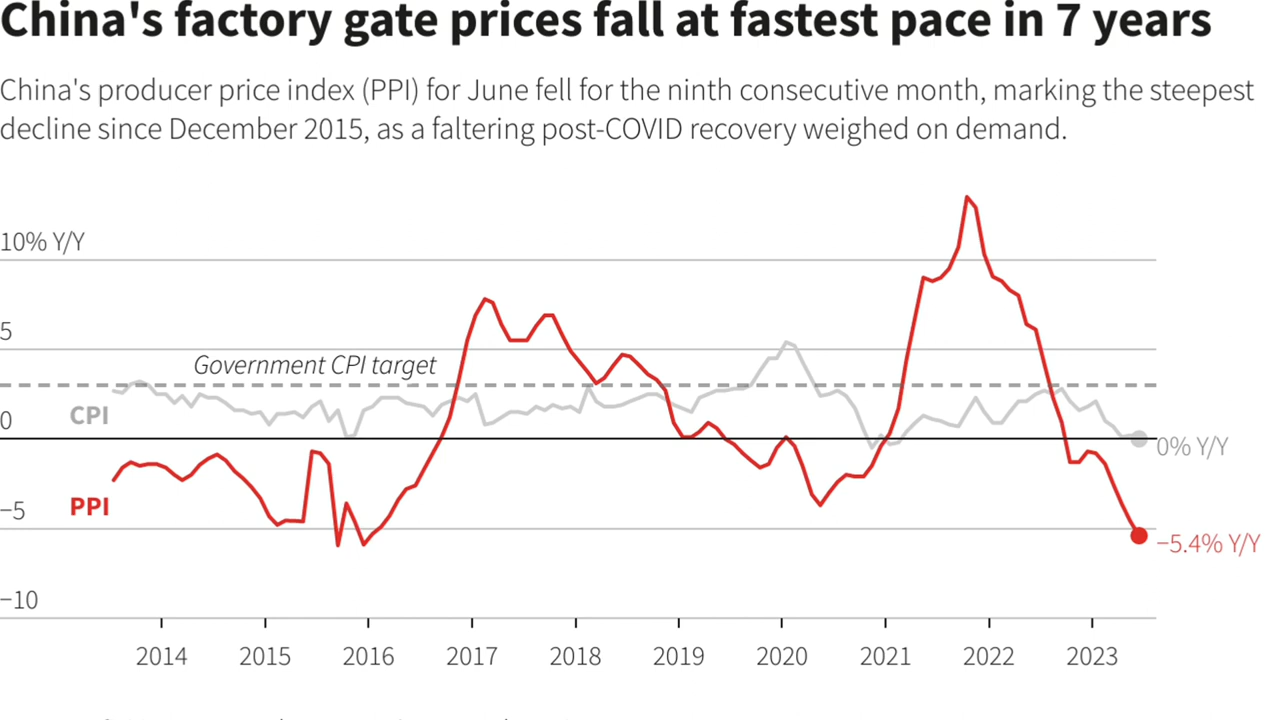 China's factory gate prices fall at fastest pace in 7 years
China's producer price index (PPI) for June fell for the ninth consecutive month, marking the steepest
decline since December 2015, as a faltering post-COVID recovery weighed on demand.
10% Y/Y
5
Government CPI target
CPI
0
0% Y/Y
PPI
−5
−5.4% Y/Y
−10
2014 2015 2016 2017 2018 2019 2020 2021 2022 2023